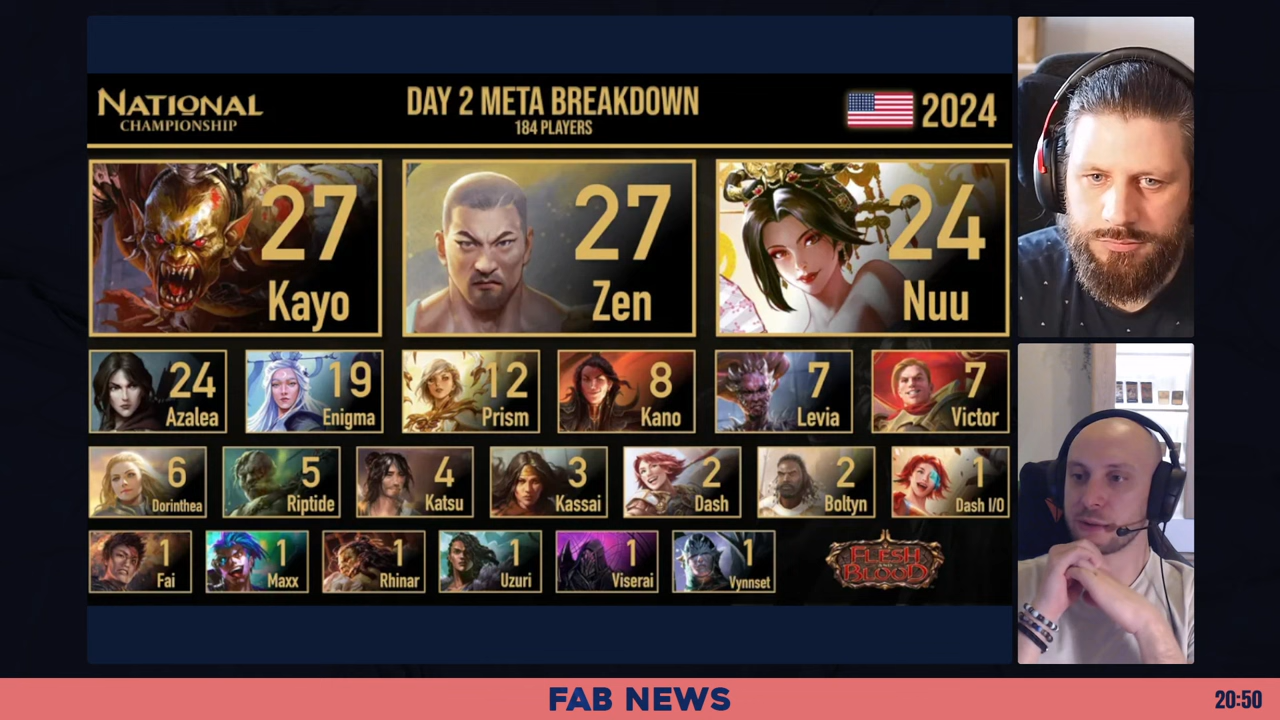 NATIONAL
CHAMPIONSHIP
DAY 2 META BREAKDOWN
184 PLAYERS
2024
27
Kayo
27
Zen
24
Nuu
24
Azalea
19
Enigma
12
Prism
8
Kano
7
Levia
7
Victor
6
Dorinthea
5
Riptide
4
Katsu
3
Kassai
2
Dash
2
Boltyn
1
Dash I/O
1
Fai
1
Maxx
1
Rhinar
1
Uzuri
1
Viserai
1
Vynnset
FLESH
AND
BLOOD
FAB NEWS
20:50